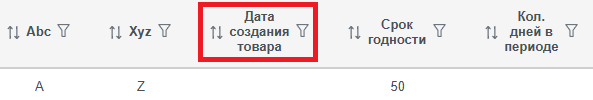 Abc
Xyz
Дата
создания
товара
Срок
годности
Кол.
дней в
периоде
A
Z
50